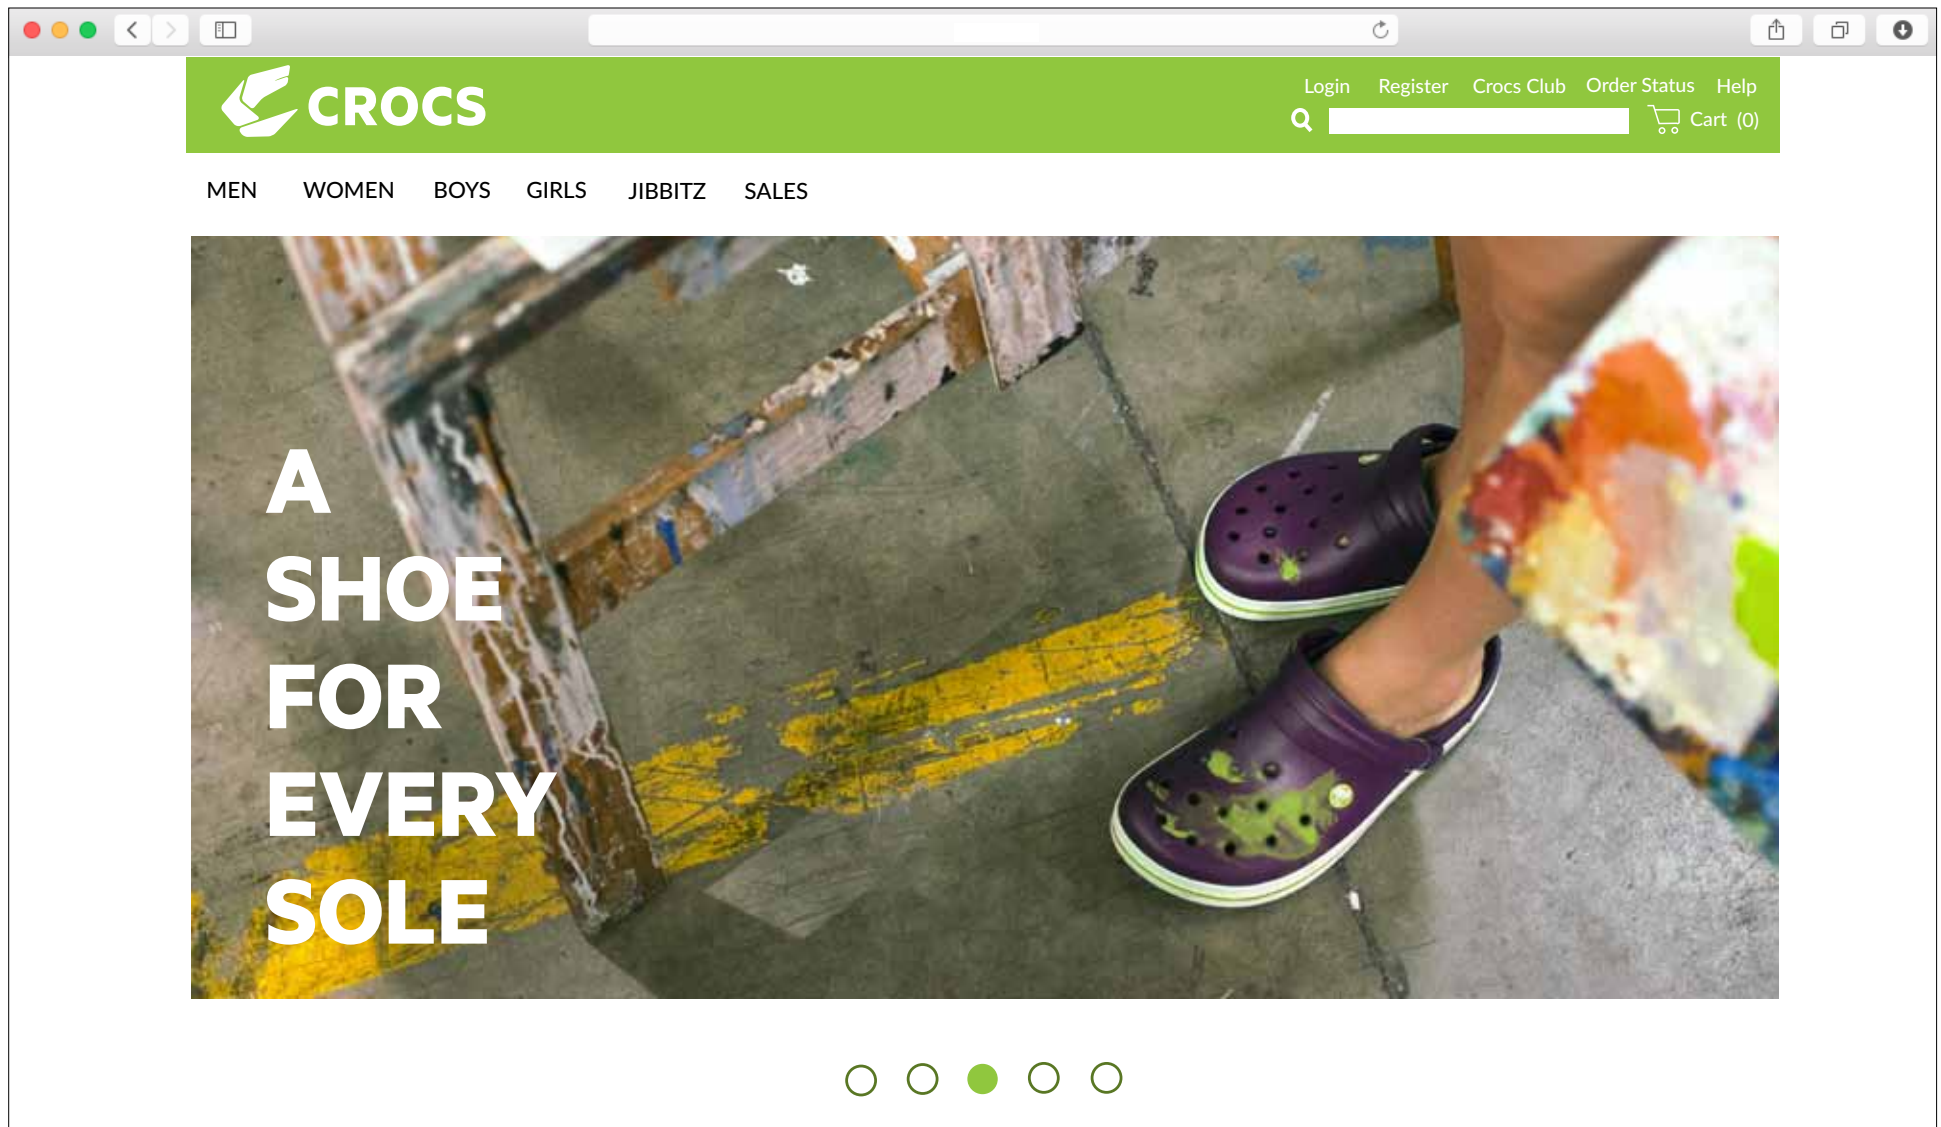 CROCS
Login Register Crocs Club Order Status Help
Cart (0)
MEN WOMEN BOYS GIRLS JIBBITZ SALES
A
SHOE
FOR
EVERY
SOLE